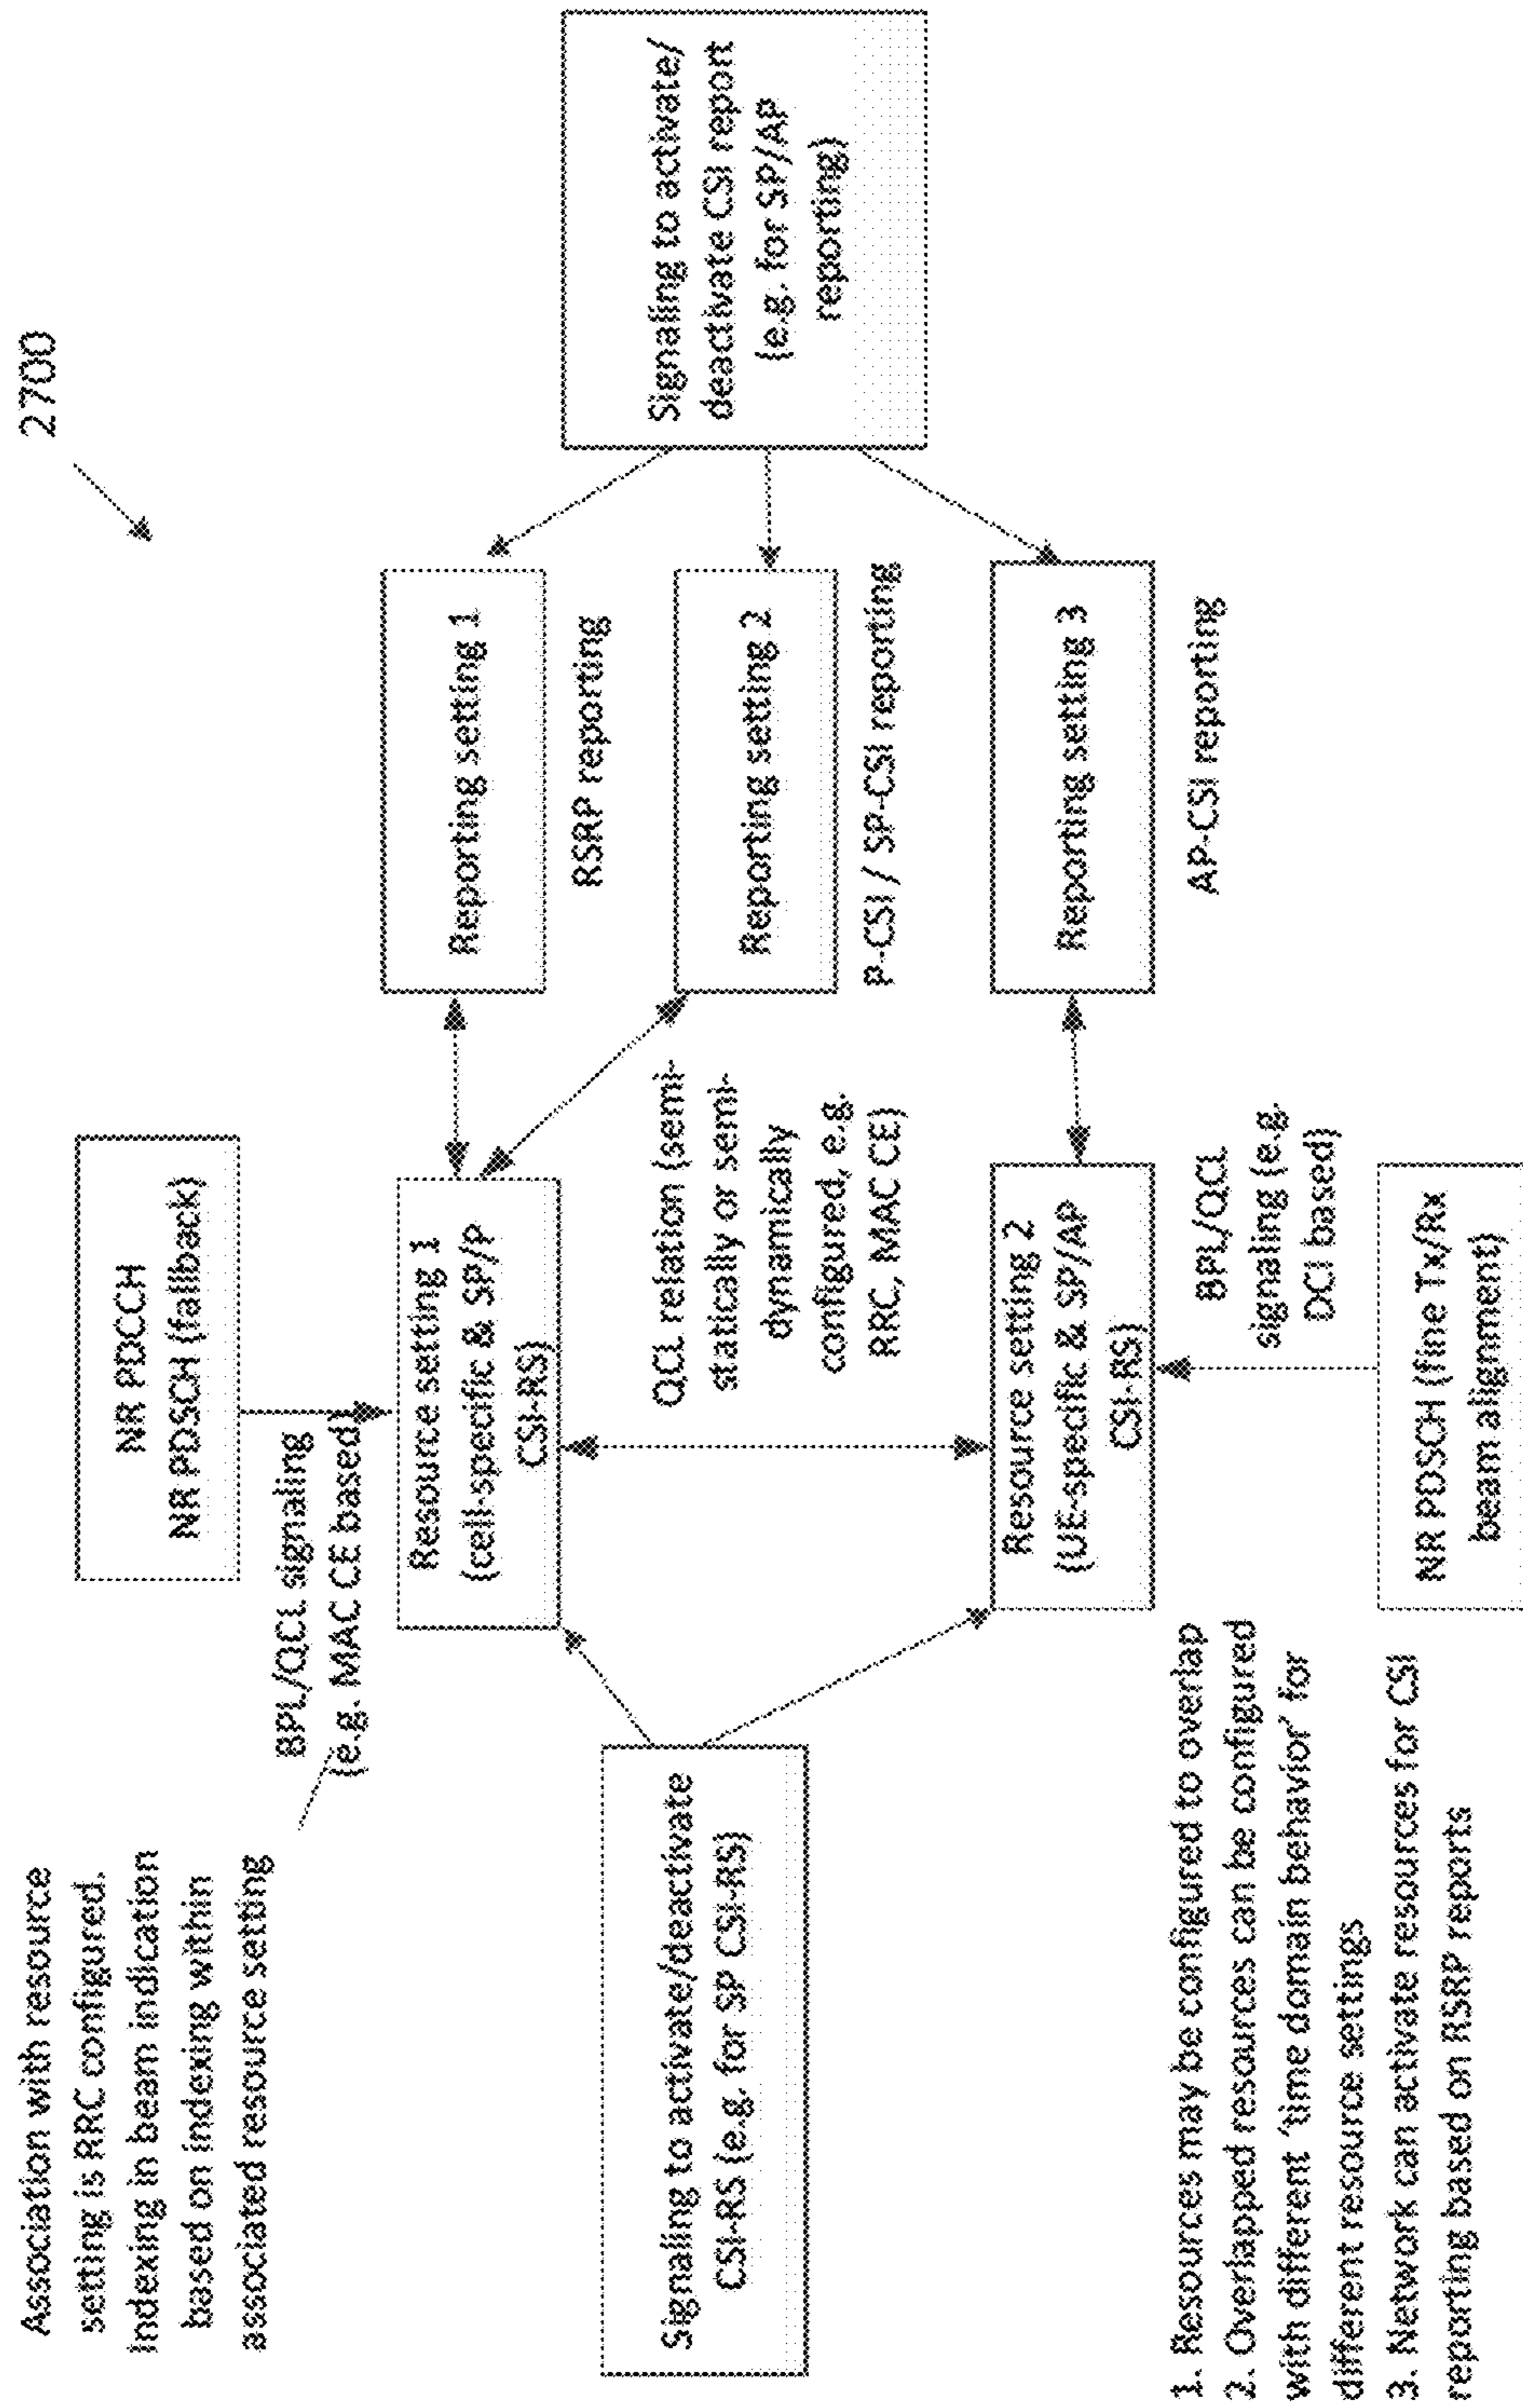 2700
Association with resource
setting is RRC configured.
Indexing in beam indication
based on indexing within
associated resource setting
NR PDCCH
NR PDSCH (fallback)
BPL/QCL signaling
(e.g. MAC CE based)
Resource setting 1
(cell-specific & SP/P
CSI-RS)
Reporting setting 1
RSRP reporting
Signaling to activate/deactivate
CSI-RS (e.g. for SP CSI-RS)
QCL relation (semi-
statically or semi-
dynamically
configured, e.g.
RRC, MAC CE)
Reporting setting 2
P-CSI / SP-CSI reporting
Signaling to activate/
deactivate CSI report
(e.g. for SP/AP
reporting)
Resource setting 2
(UE-specific & SP/AP
CSI-RS)
Reporting setting 3
AP-CSI reporting
BPL/QCL
signaling (e.g.
DCI based)
NR PDSCH (fine Tx/Rx
beam alignment)
1. Resources may be configured to overlap
2. Overlapped resources can be configured
with different 'time domain behavior' for
different resource settings
3. Network can activate resources for CSI
reporting based on RSRP reports